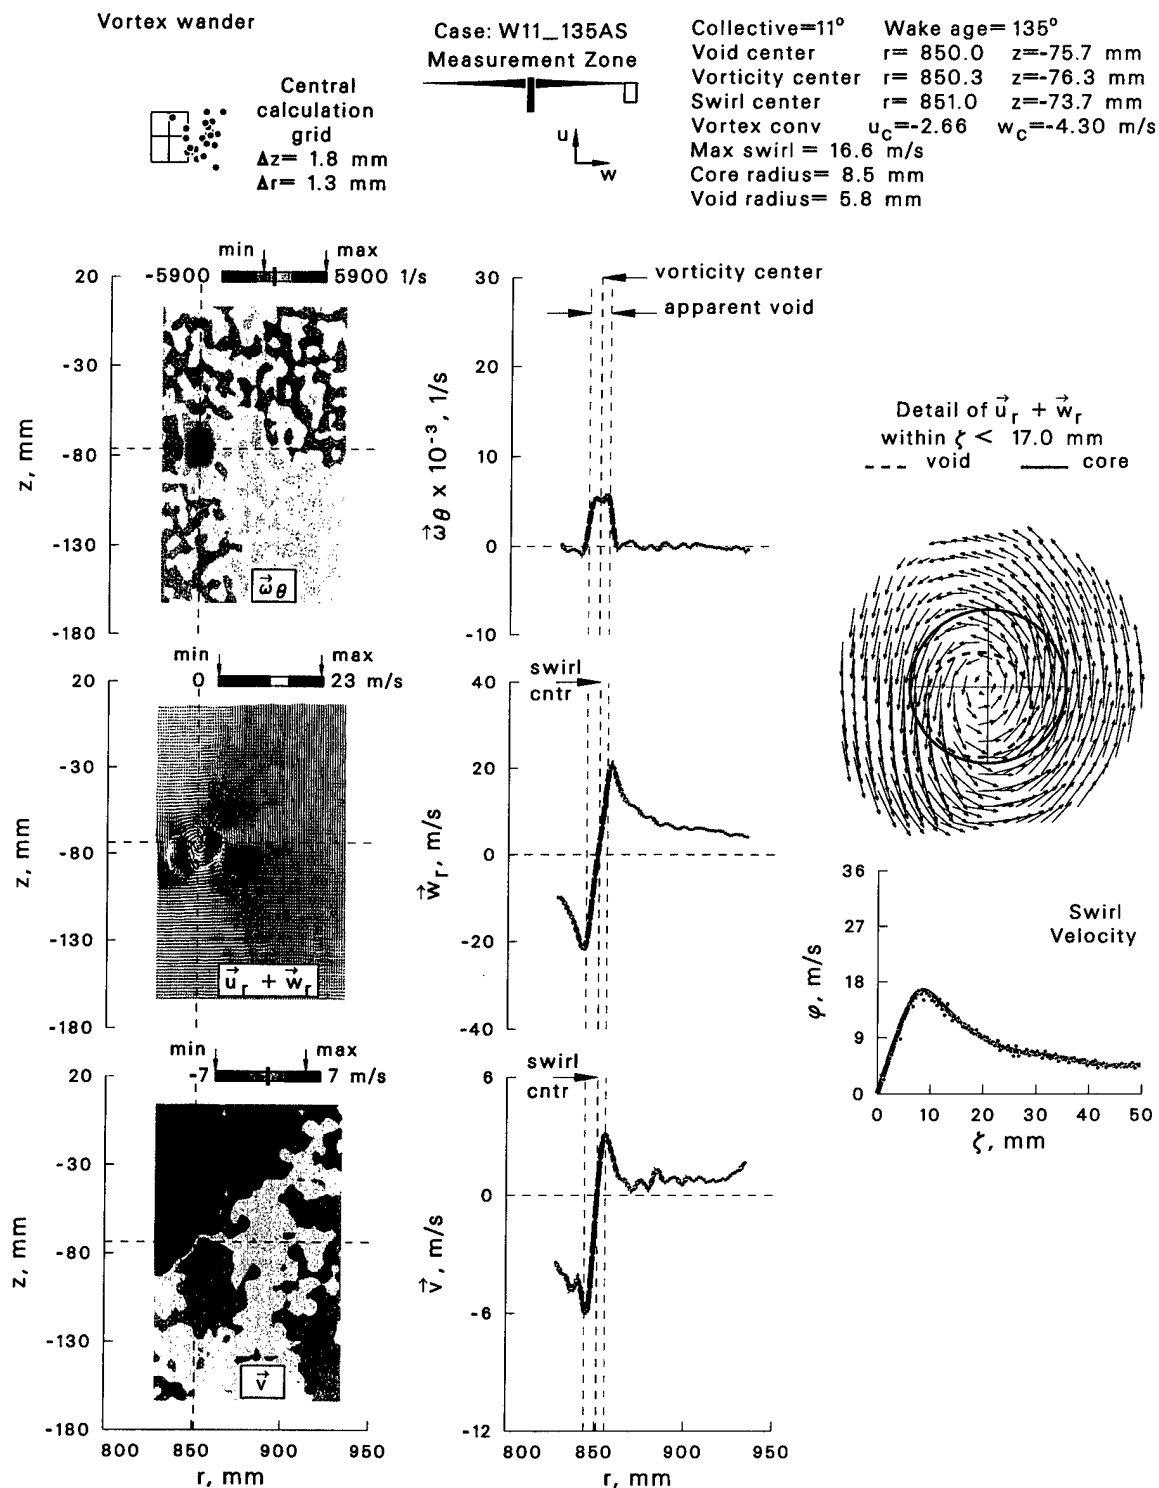 Vortex wander
Central
calculation
grid
Δz= 1.8 mm
Δr= 1.3 mm
Case: W11_135AS
Measurement Zone
u
w
Collective=11° Wake age= 135°
Void center r= 850.0 z=-75.7 mm
Vorticity center r= 850.3 z=-76.3 mm
Swirl center r= 851.0 z=-73.7 mm
Vortex conv u_c=-2.66 w_c=-4.30 m/s
Max swirl = 16.6 m/s
Core radius= 8.5 mm
Void radius= 5.8 mm
min max
-5900 5900 1/s
20
-30
-80
-130
-180
z, mm
ω⃗θ
30
20
10
0
-10
ω⃗θ x 10⁻³, 1/s
vorticity center
apparent void
min max
0 23 m/s
20
-30
-80
-130
-180
z, mm
u⃗r + w⃗r
40
20
0
-20
-40
w⃗r, m/s
swirl
cntr
min max
-7 7 m/s
20
-30
-80
-130
-180
z, mm
v⃗
800 850 900 950
r, mm
6
0
-6
-12
v⃗, m/s
swirl
cntr
800 900 950
r, mm
Detail of u⃗r + w⃗r
within ζ < 17.0 mm
void core
36
27
18
9
0
φ, m/s
Swirl
Velocity
0 10 20 30 40 50
ζ, mm